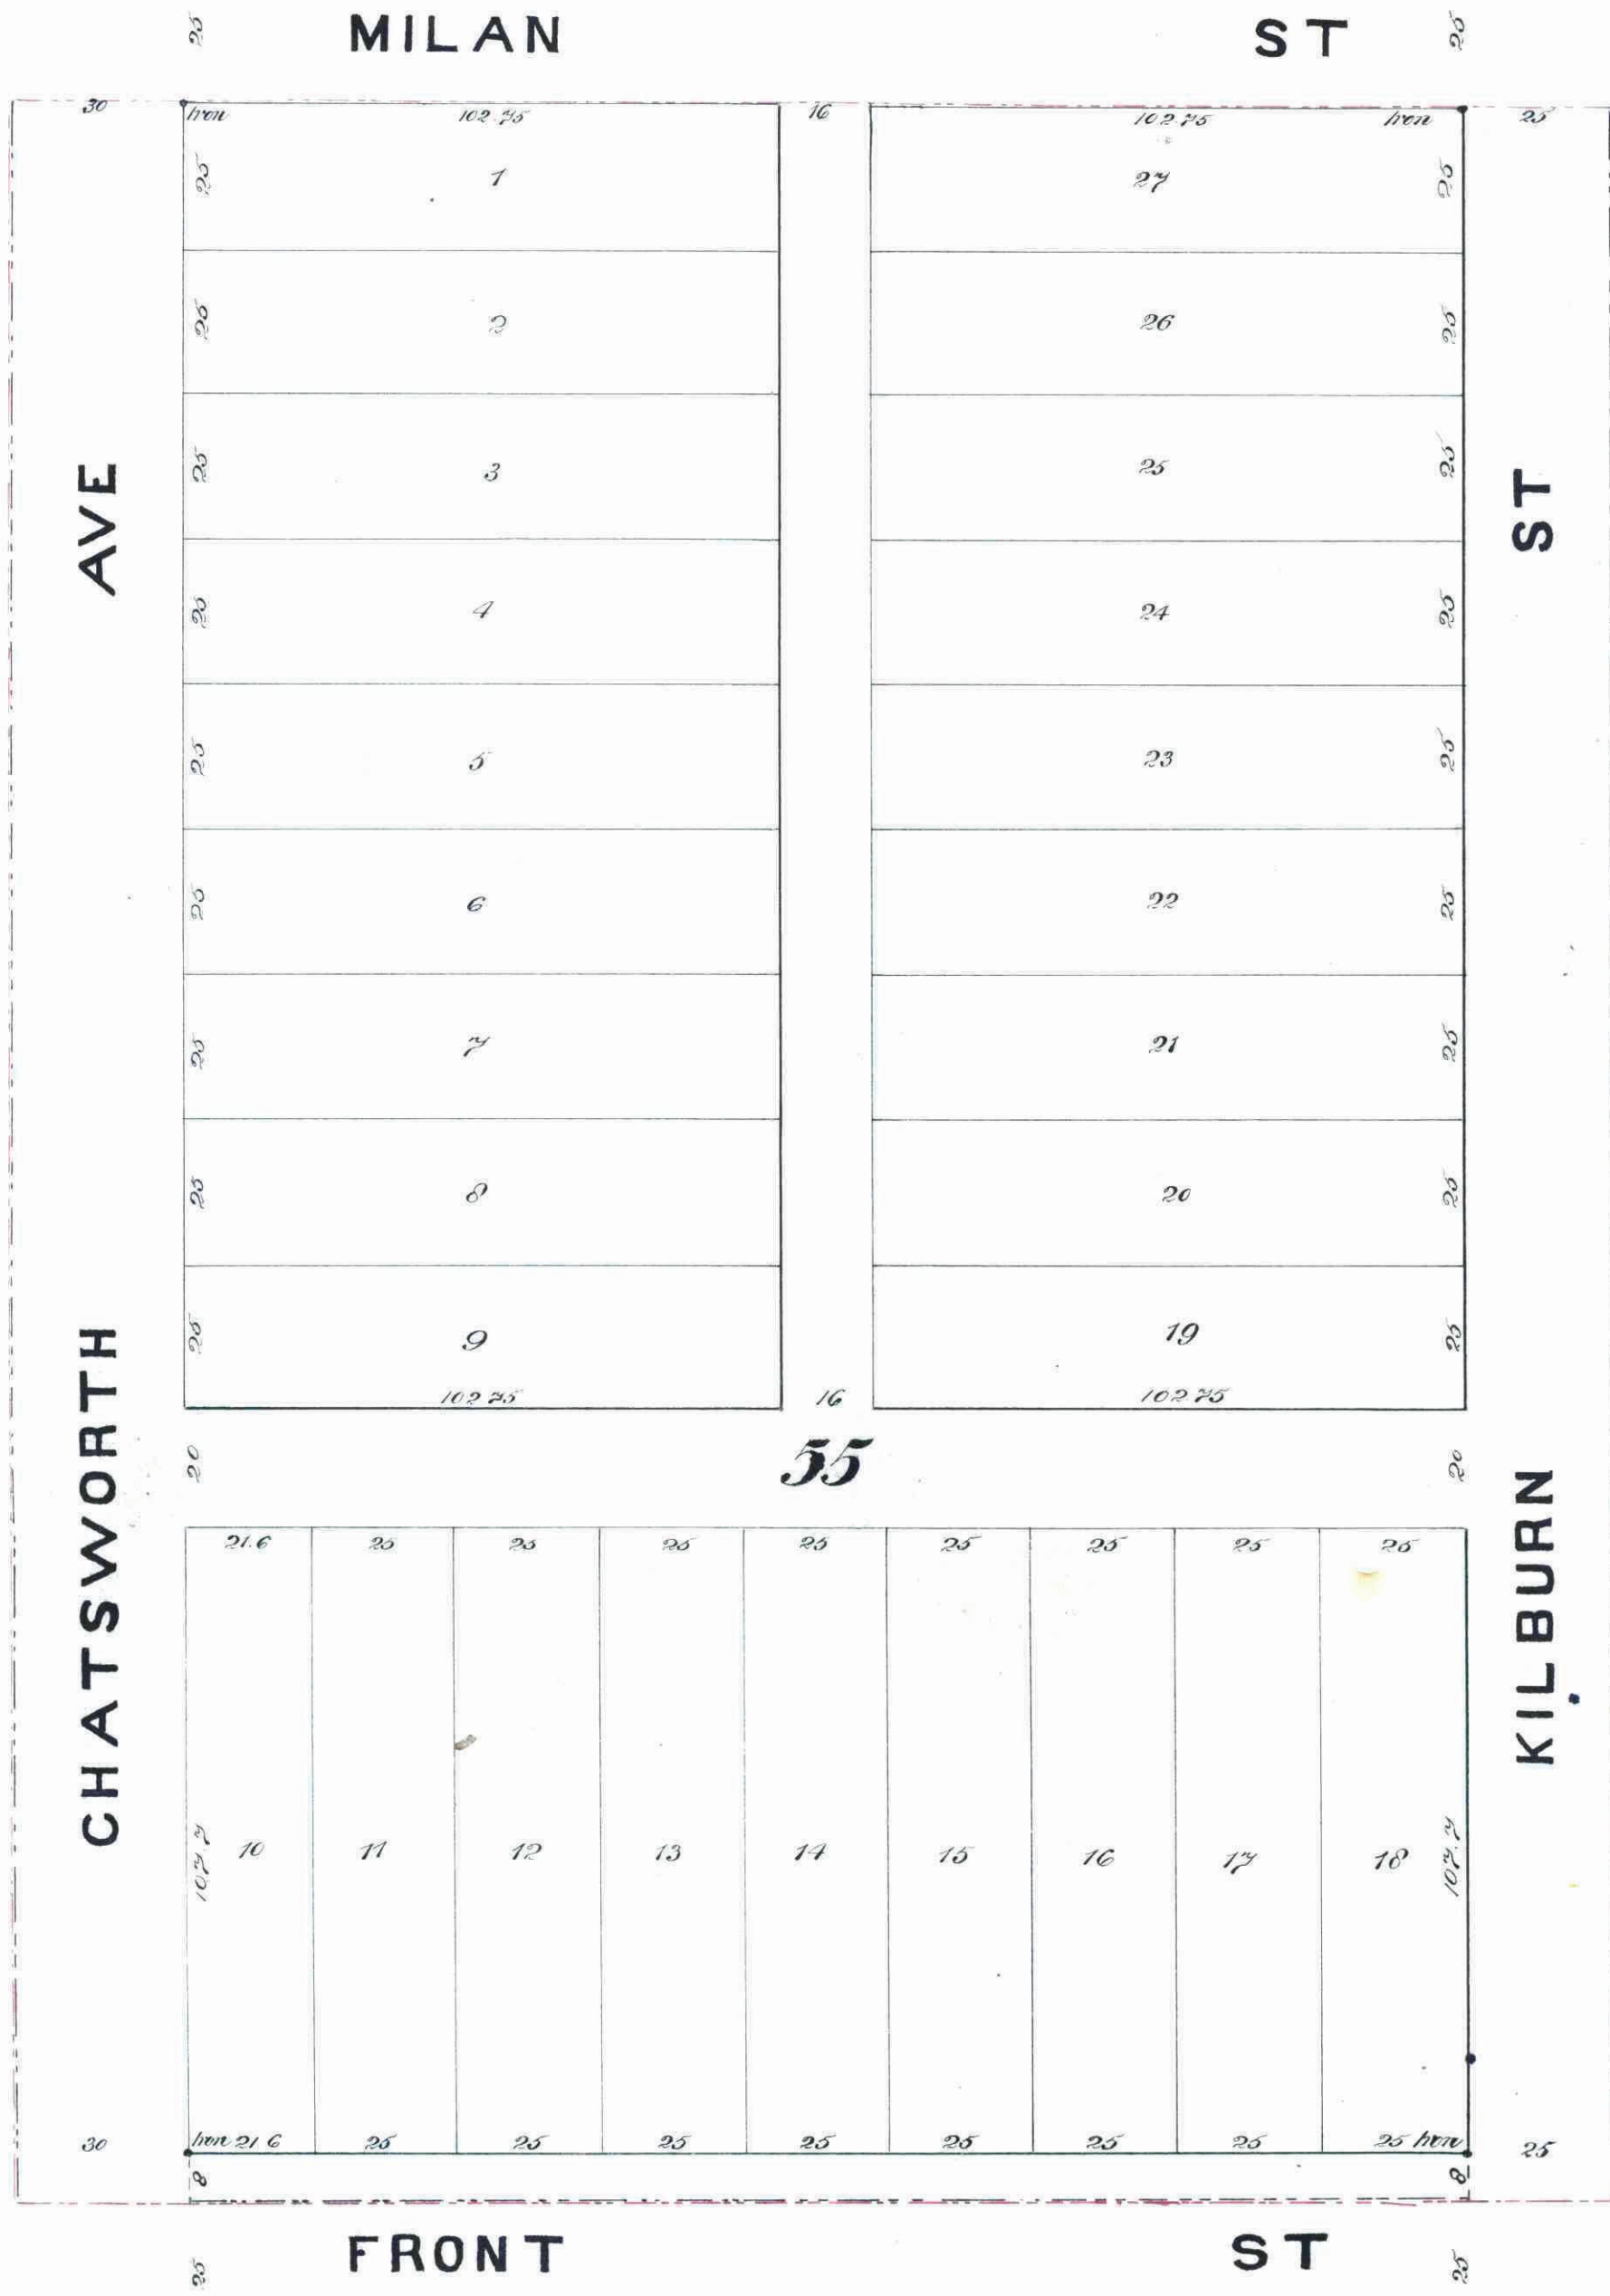 25 MILAN ST 25
30 Iron 102.75 16 102.75 Iron 25
25 1 27 25
25 2 26 25
25 3 25 25
AVE ST
25 4 24 25
25 5 23 25
25 6 22 25
25 7 21 25
25 8 20 25
25 9 19 25
102.75 16 102.75
CHATSWORTH KILBURN
20 55 20
21.6 25 25 25 25 25 25 25 25
107.7 10 11 12 13 14 15 16 17 18 107.7
30 Iron 21.6 25 25 25 25 25 25 25 25 Iron 25
8 8
25 FRONT ST 25